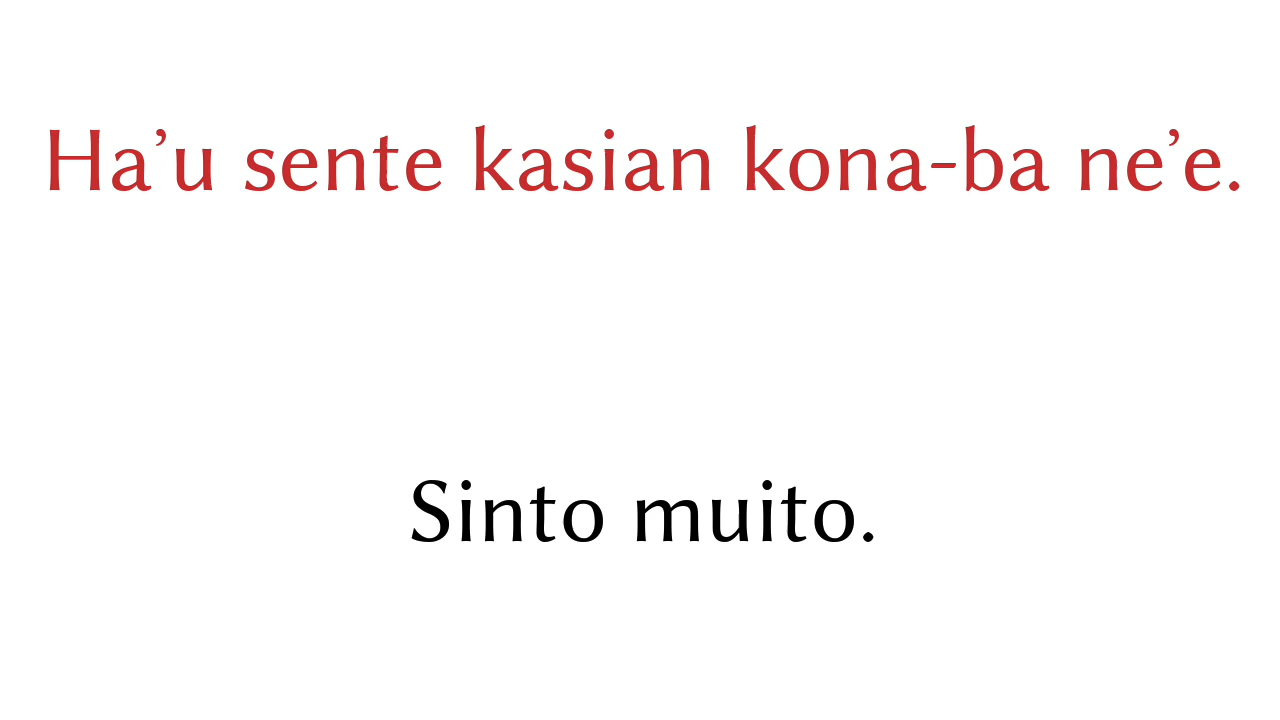 Ha’u sente kasian kona-ba ne’e.
Sinto muito.